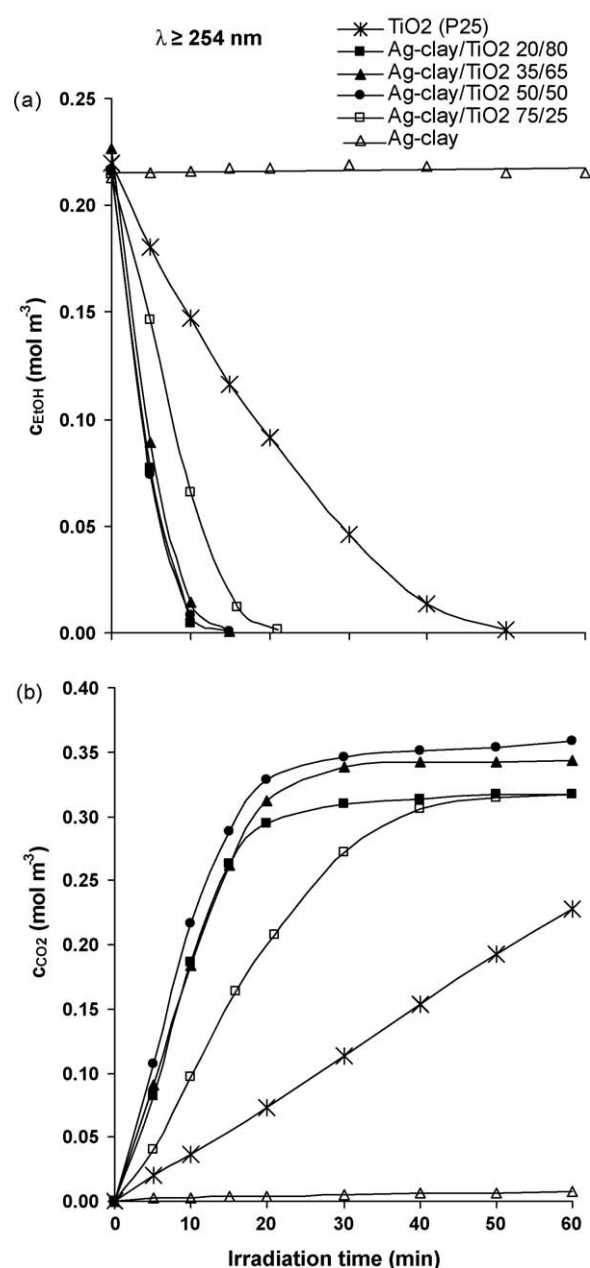 λ ≥ 254 nm
TiO2 (P25)
Ag-clay/TiO2 20/80
Ag-clay/TiO2 35/65
Ag-clay/TiO2 50/50
Ag-clay/TiO2 75/25
Ag-clay
(a)
0.25
0.20
0.15
0.10
0.05
0.00
cEtOH (mol m-3)
(b)
0.40
0.35
0.30
0.25
0.20
0.15
0.10
0.05
0.00
cCO2 (mol m-3)
0 10 20 30 40 50 60
Irradiation time (min)